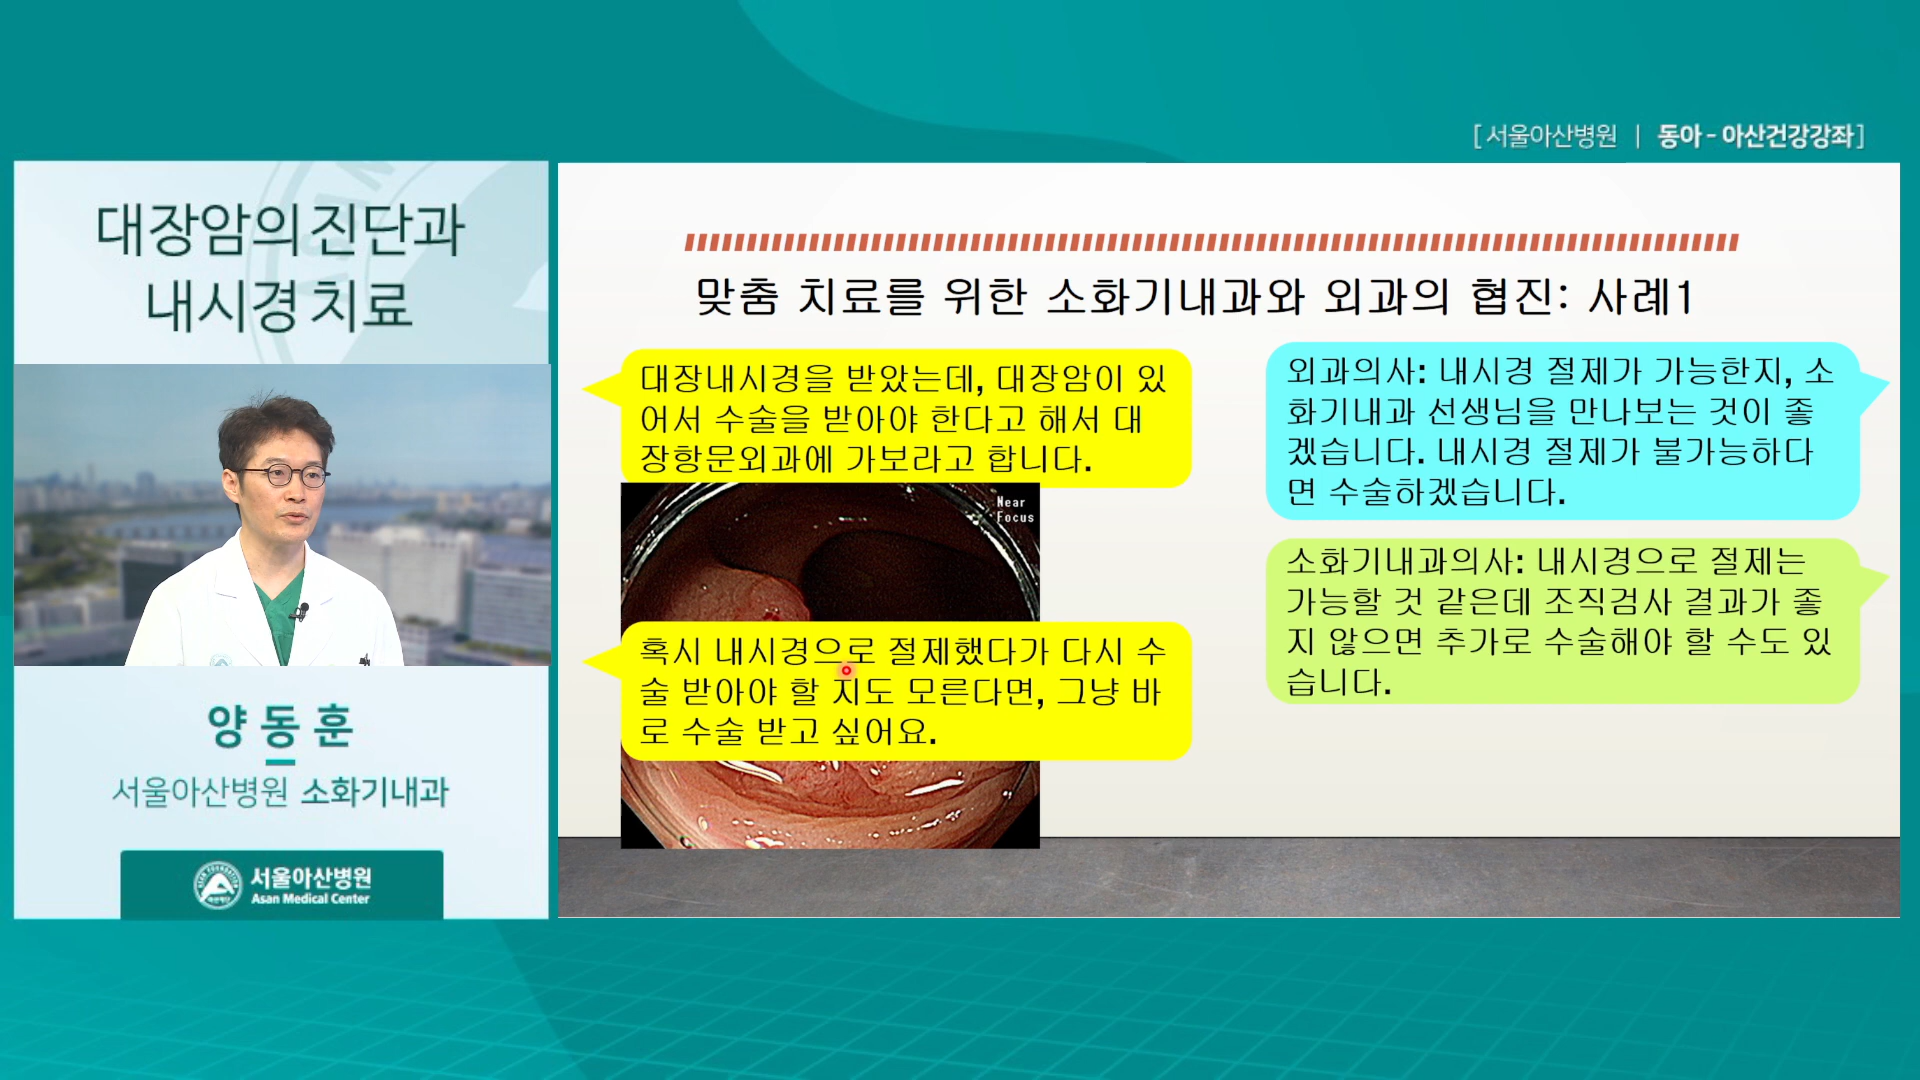 [ 서울아산병원 | 동아 - 아산건강강좌 ]
대장암의 진단과
내시경 치료
양 동 훈
서울아산병원 소화기내과
서울아산병원
Asan Medical Center
맞춤 치료를 위한 소화기내과와 외과의 협진: 사례1
대장내시경을 받았는데, 대장암이 있
어서 수술을 받아야 한다고 해서 대
장항문외과에 가보라고 합니다.
외과의사: 내시경 절제가 가능한지, 소
화기내과 선생님을 만나보는 것이 좋
겠습니다. 내시경 절제가 불가능하다
면 수술하겠습니다.
Near
Focus
소화기내과의사: 내시경으로 절제는
가능할 것 같은데 조직검사 결과가 좋
지 않으면 추가로 수술해야 할 수도 있
습니다.
혹시 내시경으로 절제했다가 다시 수
술 받아야 할 지도 모른다면, 그냥 바
로 수술 받고 싶어요.